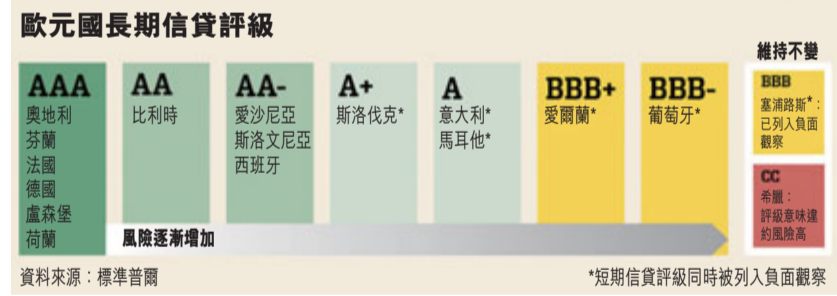 歐元國長期信貸評級
AAA
奧地利
芬蘭
法國
德國
盧森堡
荷蘭
AA
比利時
AA-
愛沙尼亞
斯洛文尼亞
西班牙
A+
斯洛伐克*
A
意大利*
馬耳他*
BBB+
愛爾蘭*
BBB-
葡萄牙*
維持不變
BBB
塞浦路斯*：
已列入負面
觀察
CC
希臘：
評級意味違
約風險高
風險逐漸增加
資料來源：標準普爾
*短期信貸評級同時被列入負面觀察